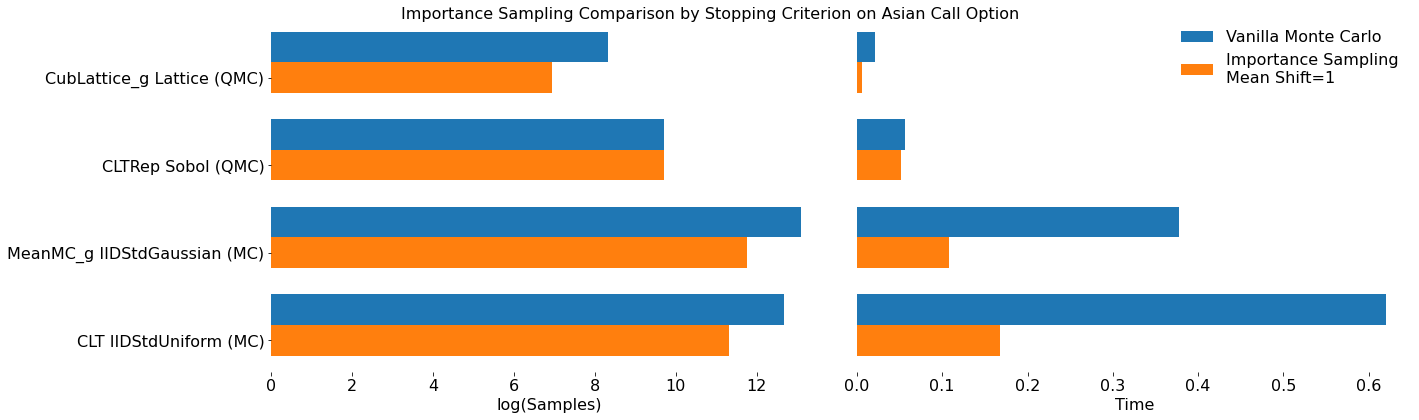 Importance Sampling Comparison by Stopping Criterion on Asian Call Option
Vanilla Monte Carlo
Importance Sampling
Mean Shift=1
CubLattice_g Lattice (QMC)
CLTRep Sobol (QMC)
MeanMC_g IIDStdGaussian (MC)
CLT IIDStdUniform (MC)
0 2 4 6 8 10 12
log(Samples)
0.0 0.1 0.2 0.3 0.4 0.5 0.6
Time